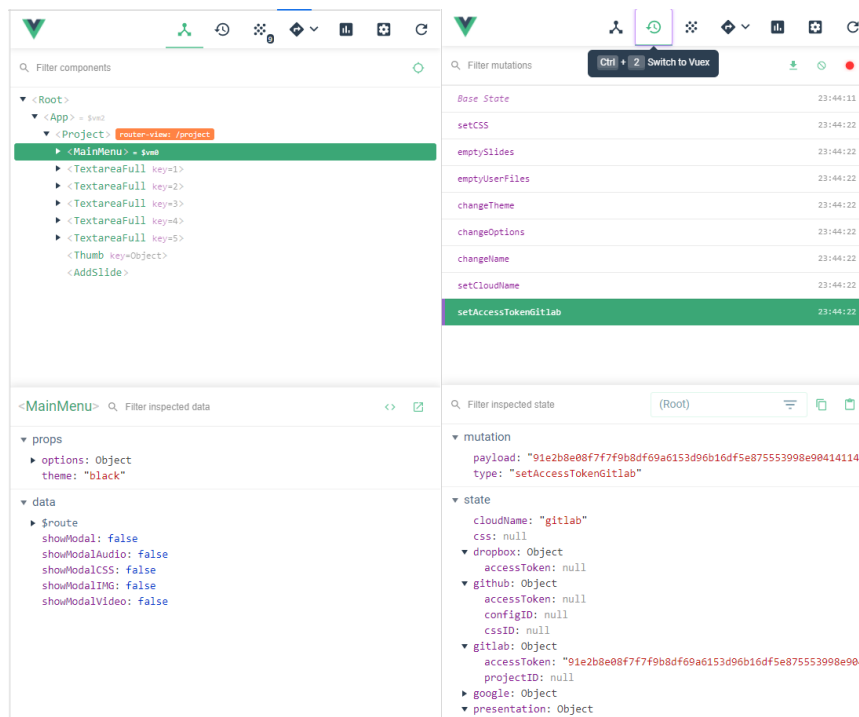 9
Filter components
<Root>
<App> = $vm2
<Project> router-view: /project
<MainMenu> = $vm0
<TextareaFull key=1>
<TextareaFull key=2>
<TextareaFull key=3>
<TextareaFull key=4>
<TextareaFull key=5>
<Thumb key=Object>
<AddSlide>
<MainMenu> Filter inspected data
props
options: Object
theme: "black"
data
$route
showModal: false
showModalAudio: false
showModalCSS: false
showModalIMG: false
showModalVideo: false
Filter mutations
Ctrl + 2 Switch to Vuex
Base State 23:44:11
setCSS 23:44:22
emptySlides 23:44:22
emptyUserFiles 23:44:22
changeTheme 23:44:22
changeOptions 23:44:22
changeName 23:44:22
setCloudName 23:44:22
setAccessTokenGitlab 23:44:22
Filter inspected state (Root)
mutation
payload: "91e2b8e08f7f7f9b8df69a6153d96b16df5e875553998e90414114
type: "setAccessTokenGitlab"
state
cloudName: "gitlab"
css: null
dropbox: Object
accessToken: null
github: Object
accessToken: null
configID: null
cssID: null
gitlab: Object
accessToken: "91e2b8e08f7f7f9b8df69a6153d96b16df5e875553998e90
projectID: null
google: Object
presentation: Object